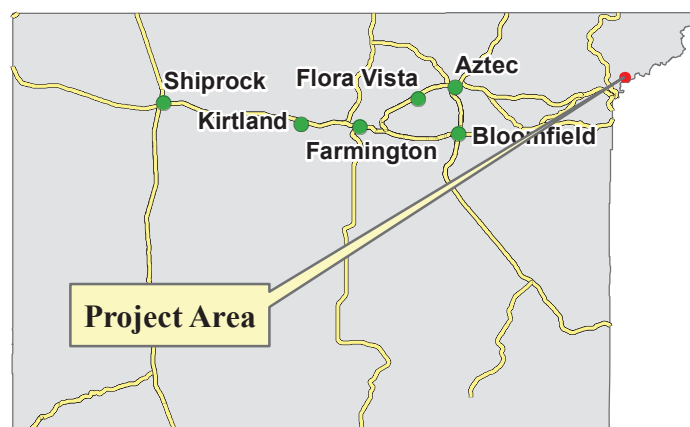 Aztec
Shiprock
Flora Vista
Kirtland
Bloomfield
Farmington
Project Area